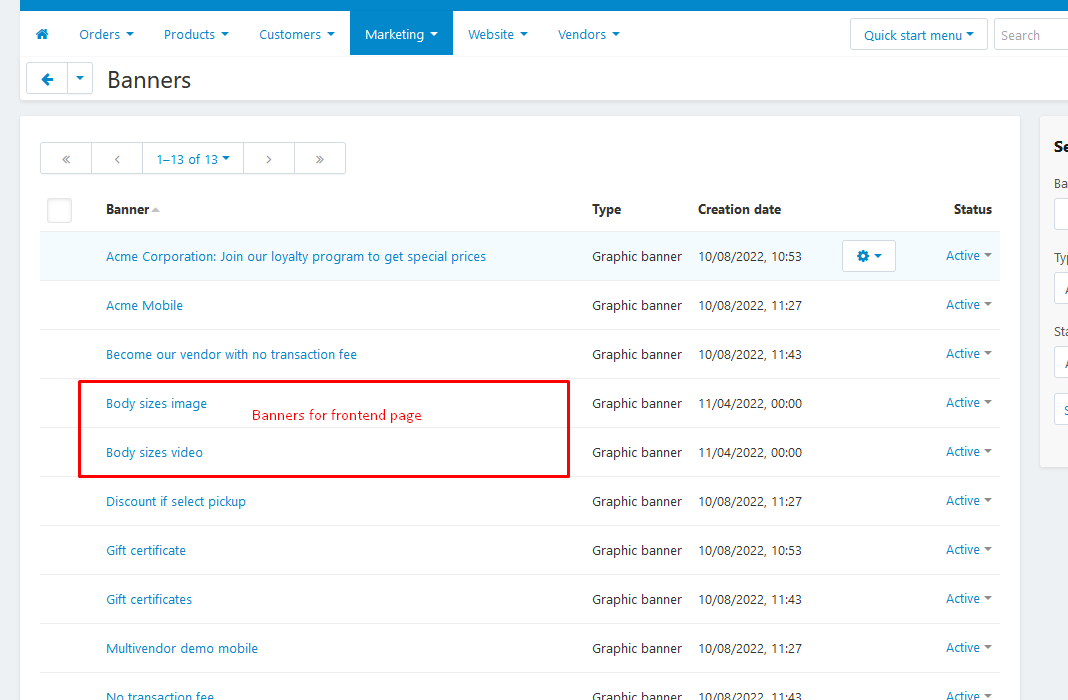 Orders Products Customers Marketing Website Vendors Quick start menu Search
Banners
« ‹ 1–13 of 13 › »
Banner Type Creation date Status
Acme Corporation: Join our loyalty program to get special prices Graphic banner 10/08/2022, 10:53 Active
Acme Mobile Graphic banner 10/08/2022, 11:27 Active
Become our vendor with no transaction fee Graphic banner 10/08/2022, 11:43 Active
Body sizes image Banners for frontend page Graphic banner 11/04/2022, 00:00 Active
Body sizes video Graphic banner 11/04/2022, 00:00 Active
Discount if select pickup Graphic banner 10/08/2022, 11:27 Active
Gift certificate Graphic banner 10/08/2022, 10:53 Active
Gift certificates Graphic banner 10/08/2022, 11:43 Active
Multivendor demo mobile Graphic banner 10/08/2022, 11:27 Active
No transaction fee Graphic banner 10/08/2022, 11:43 Active